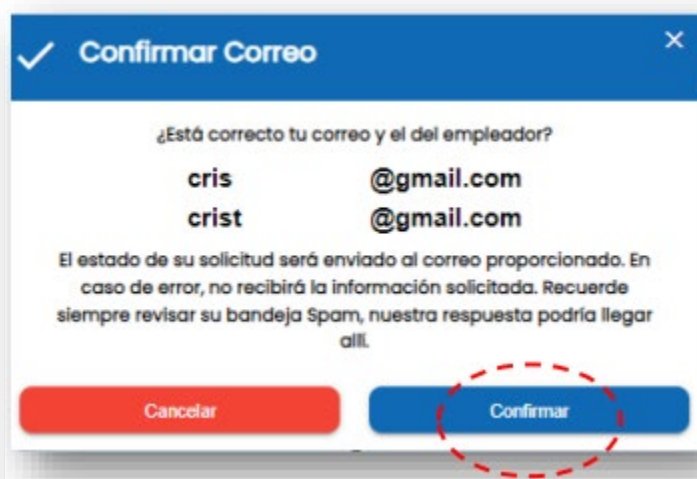 Confirmar Correo
¿Está correcto tu correo y el del empleador?
cris @gmail.com
crist @gmail.com
El estado de su solicitud será enviado al correo proporcionado. En
caso de error, no recibirá la información solicitada. Recuerde
siempre revisar su bandeja Spam, nuestra respuesta podría llegar
allí.
Cancelar Confirmar